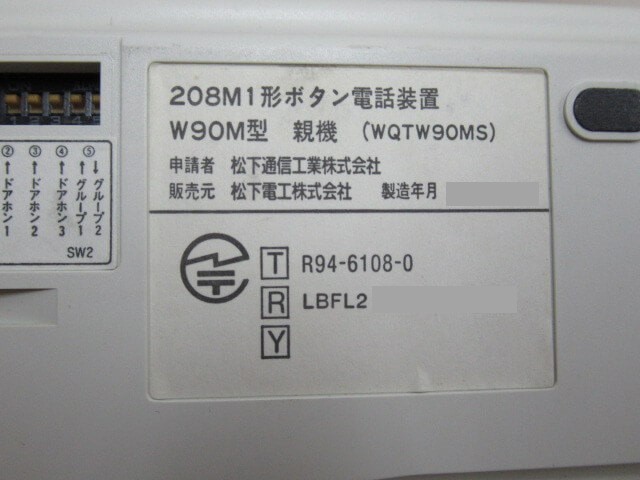 208M1形ボタン電話装置
W90M型 親機 (WQTW90MS)
申請者 松下通信工業株式会社
販売元 松下電工株式会社 製造年月
T R94-6108-0
R LBFL2
Y
②→ドアホン1
③→ドアホン2
④→ドアホン3
↑グループ1
⑤↓グループ2
SW2